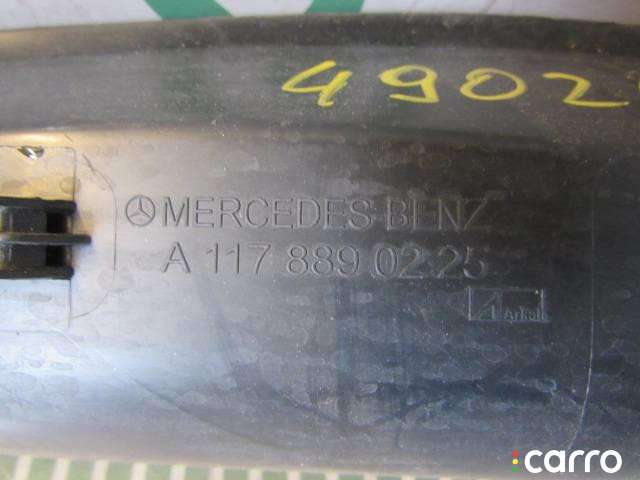 4902
MERCEDES-BENZ
A 117 889 02 25
carro